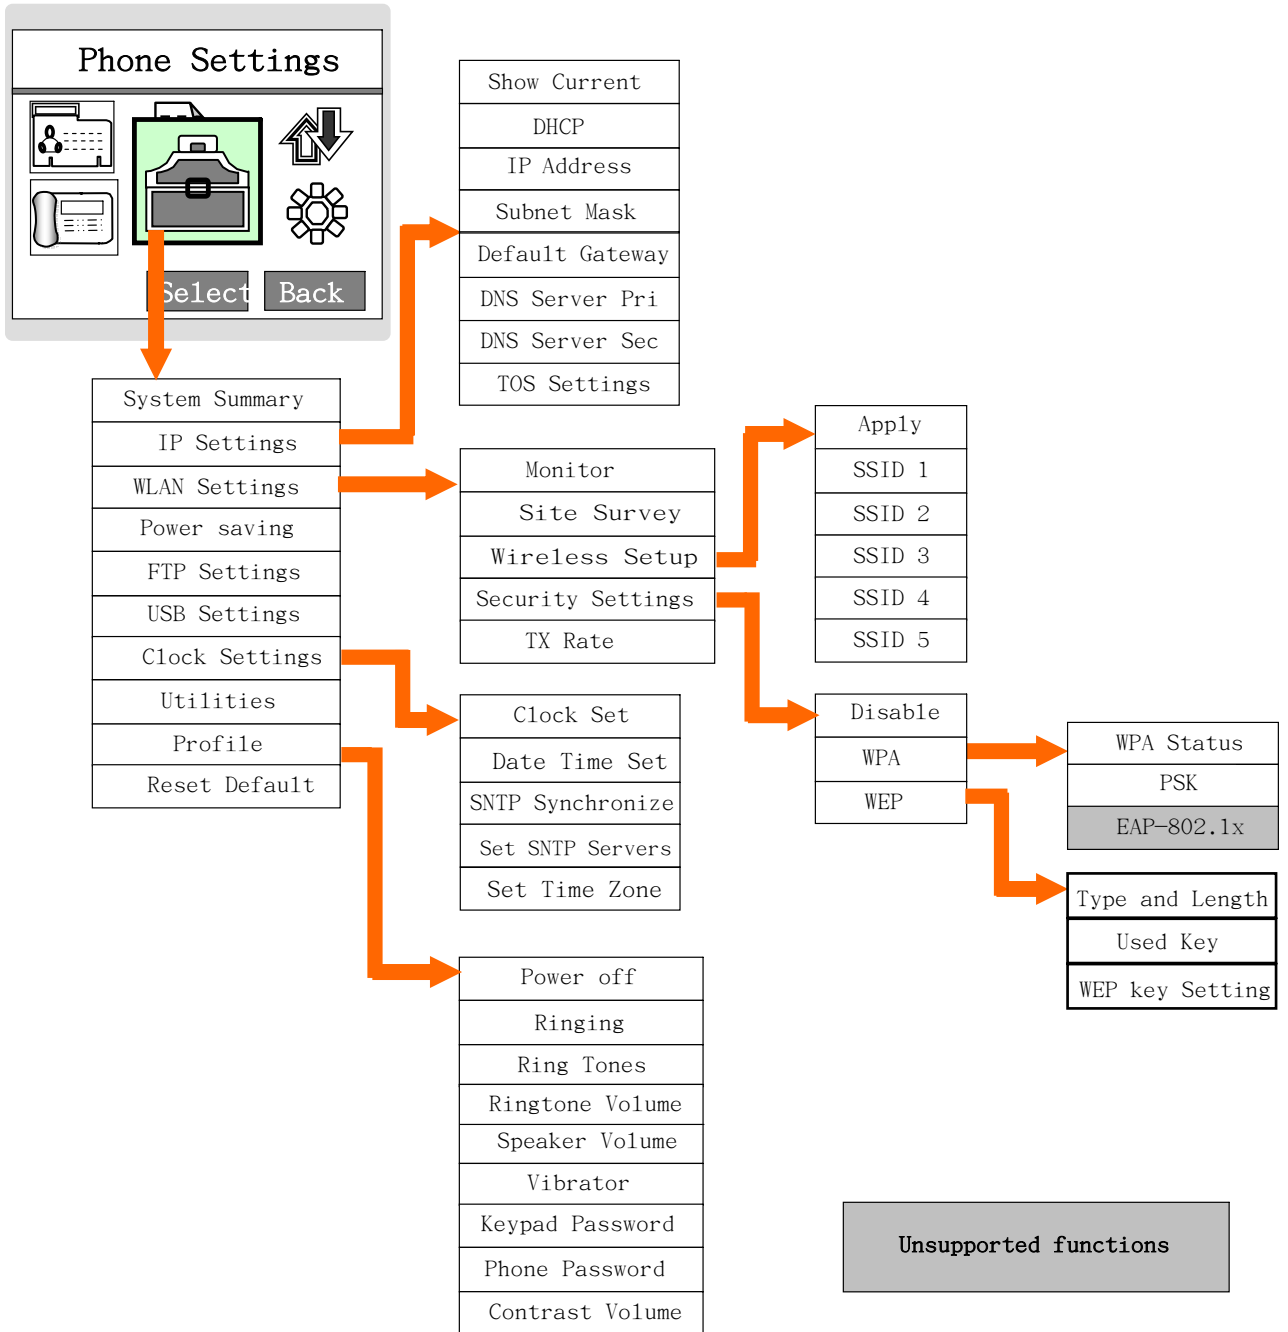 Phone Settings
Select
Back
System Summary
IP Settings
WLAN Settings
Power saving
FTP Settings
USB Settings
Clock Settings
Utilities
Profile
Reset Default
Show Current
DHCP
IP Address
Subnet Mask
Default Gateway
DNS Server Pri
DNS Server Sec
TOS Settings
Monitor
Site Survey
Wireless Setup
Security Settings
TX Rate
Apply
SSID 1
SSID 2
SSID 3
SSID 4
SSID 5
Disable
WPA
WEP
WPA Status
PSK
EAP-802.1x
Type and Length
Used Key
WEP key Setting
Clock Set
Date Time Set
SNTP Synchronize
Set SNTP Servers
Set Time Zone
Power off
Ringing
Ring Tones
Ringtone Volume
Speaker Volume
Vibrator
Keypad Password
Phone Password
Contrast Volume
Unsupported functions